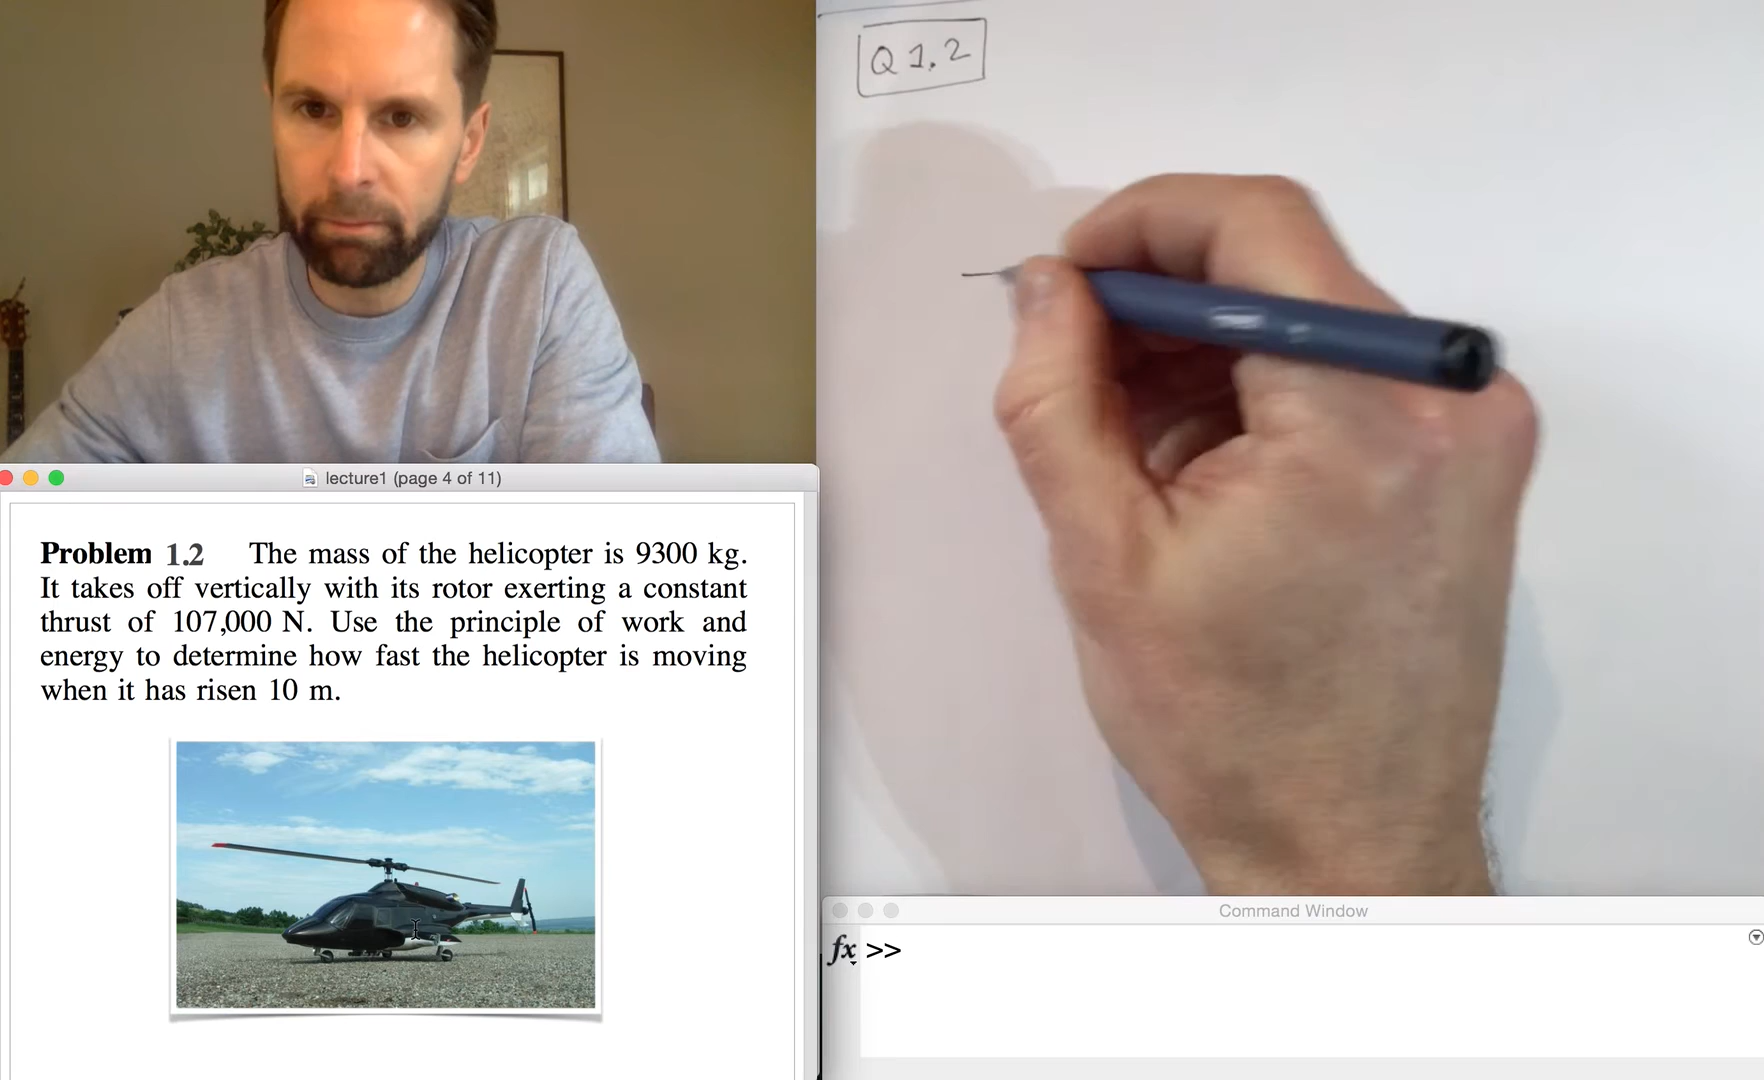 Q 1.2
lecture1 (page 4 of 11)
Problem 1.2 The mass of the helicopter is 9300 kg.
It takes off vertically with its rotor exerting a constant
thrust of 107,000 N. Use the principle of work and
energy to determine how fast the helicopter is moving
when it has risen 10 m.
Command Window
fx >>